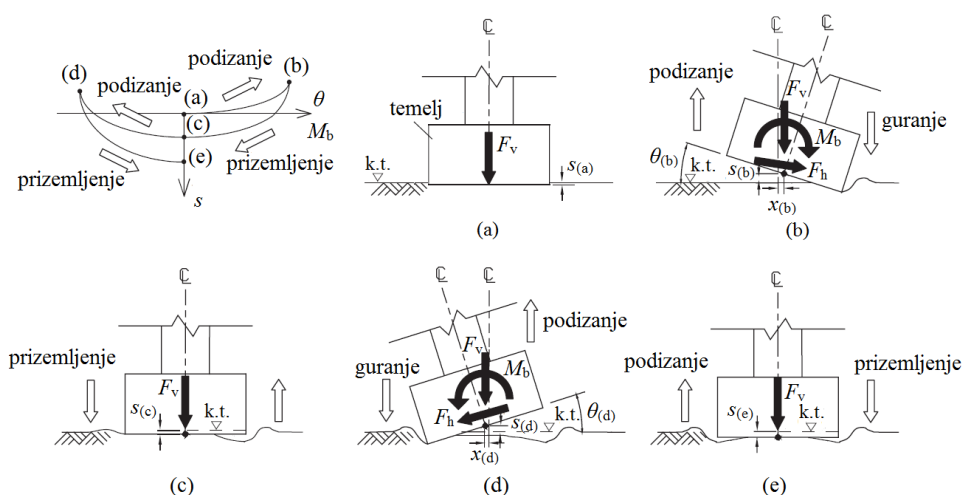 (d)
podizanje
podizanje
(b)
(a)
θ
(c)
M_b
(e)
prizemljenje
prizemljenje
s
℄
temelj
F_v
k.t.
s_(a)
(a)
℄
℄
podizanje
F_v
guranje
M_b
θ_(b)
k.t.
s_(b)
F_h
x_(b)
(b)
℄
prizemljenje
F_v
s_(c)
k.t.
(c)
℄
℄
podizanje
guranje
F_v
M_b
F_h
k.t.
θ_(d)
s_(d)
x_(d)
(d)
℄
podizanje
prizemljenje
F_v
s_(e)
k.t.
(e)